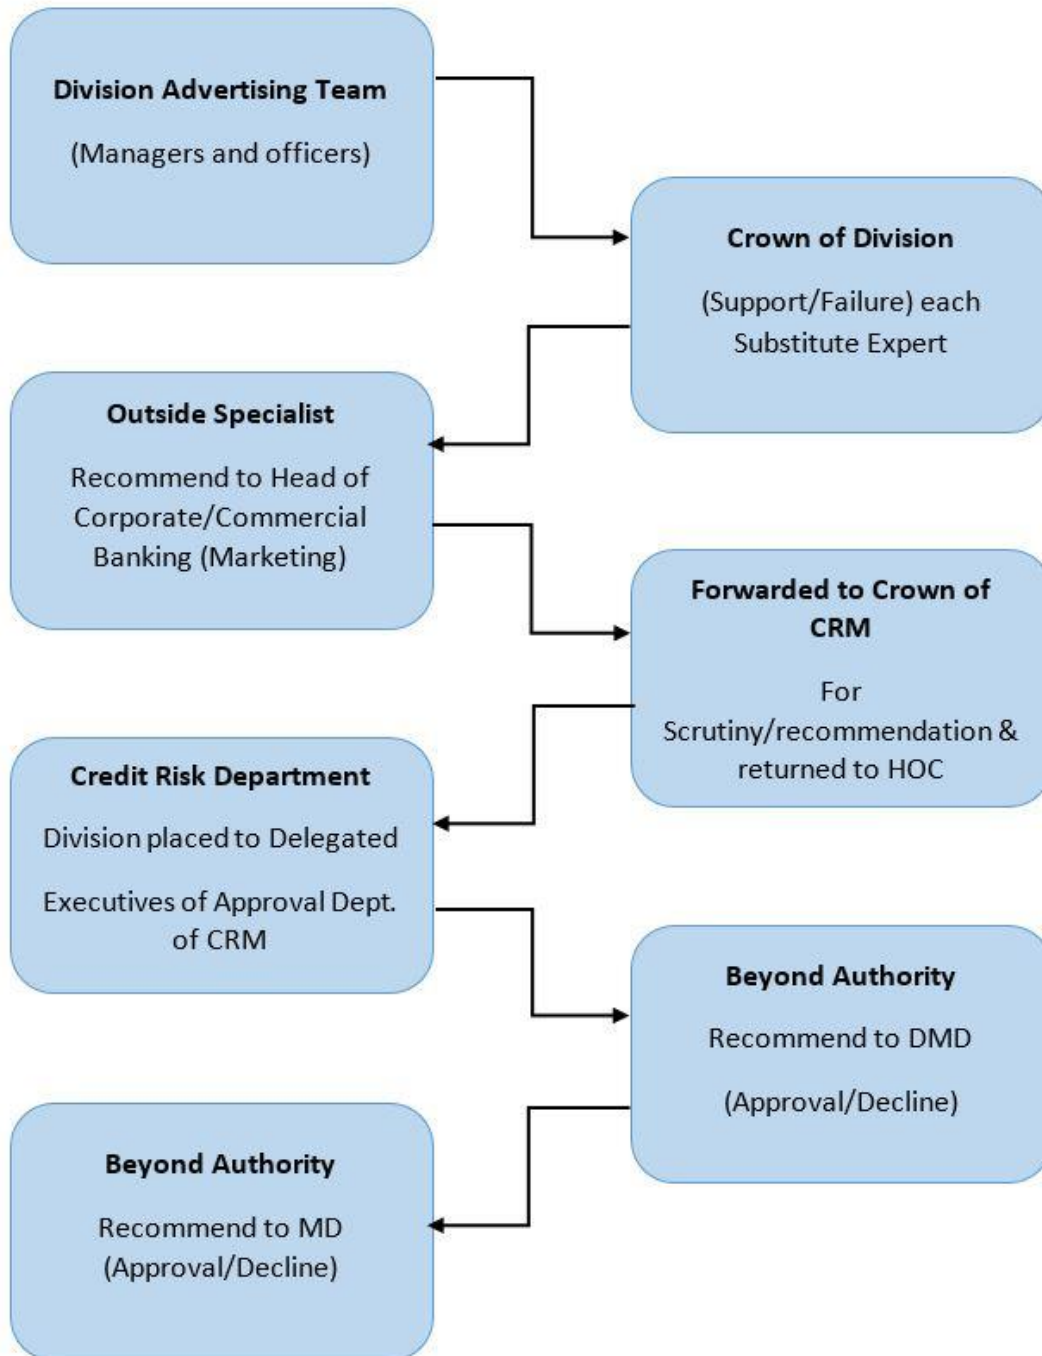 Division Advertising Team
(Managers and officers)
Crown of Division
(Support/Failure) each
Substitute Expert
Outside Specialist
Recommend to Head of
Corporate/Commercial
Banking (Marketing)
Forwarded to Crown of
CRM
For
Scrutiny/recommendation &
returned to HOC
Credit Risk Department
Division placed to Delegated
Executives of Approval Dept.
of CRM
Beyond Authority
Recommend to DMD
(Approval/Decline)
Beyond Authority
Recommend to MD
(Approval/Decline)